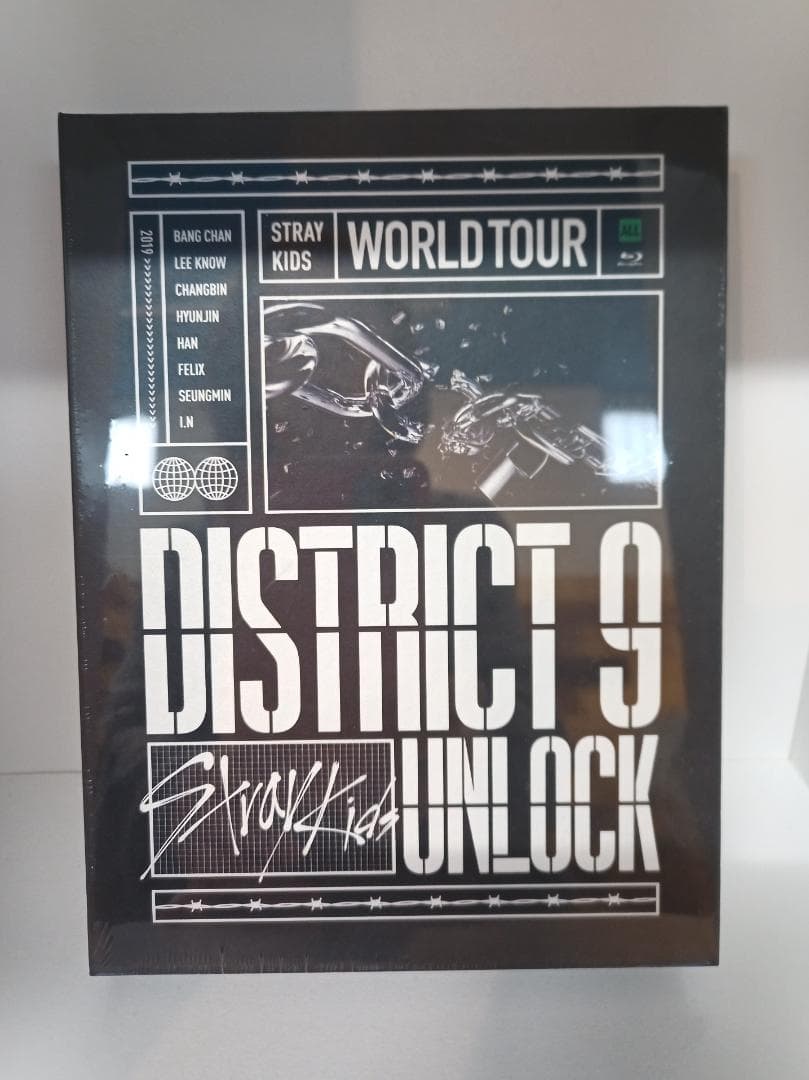 2019
BANG CHAN
LEE KNOW
CHANGBIN
HYUNJIN
HAN
FELIX
SEUNGMIN
I.N
STRAY
KIDS
WORLD TOUR
ALL
DISTRICT 9
Stray Kids
UNLOCK